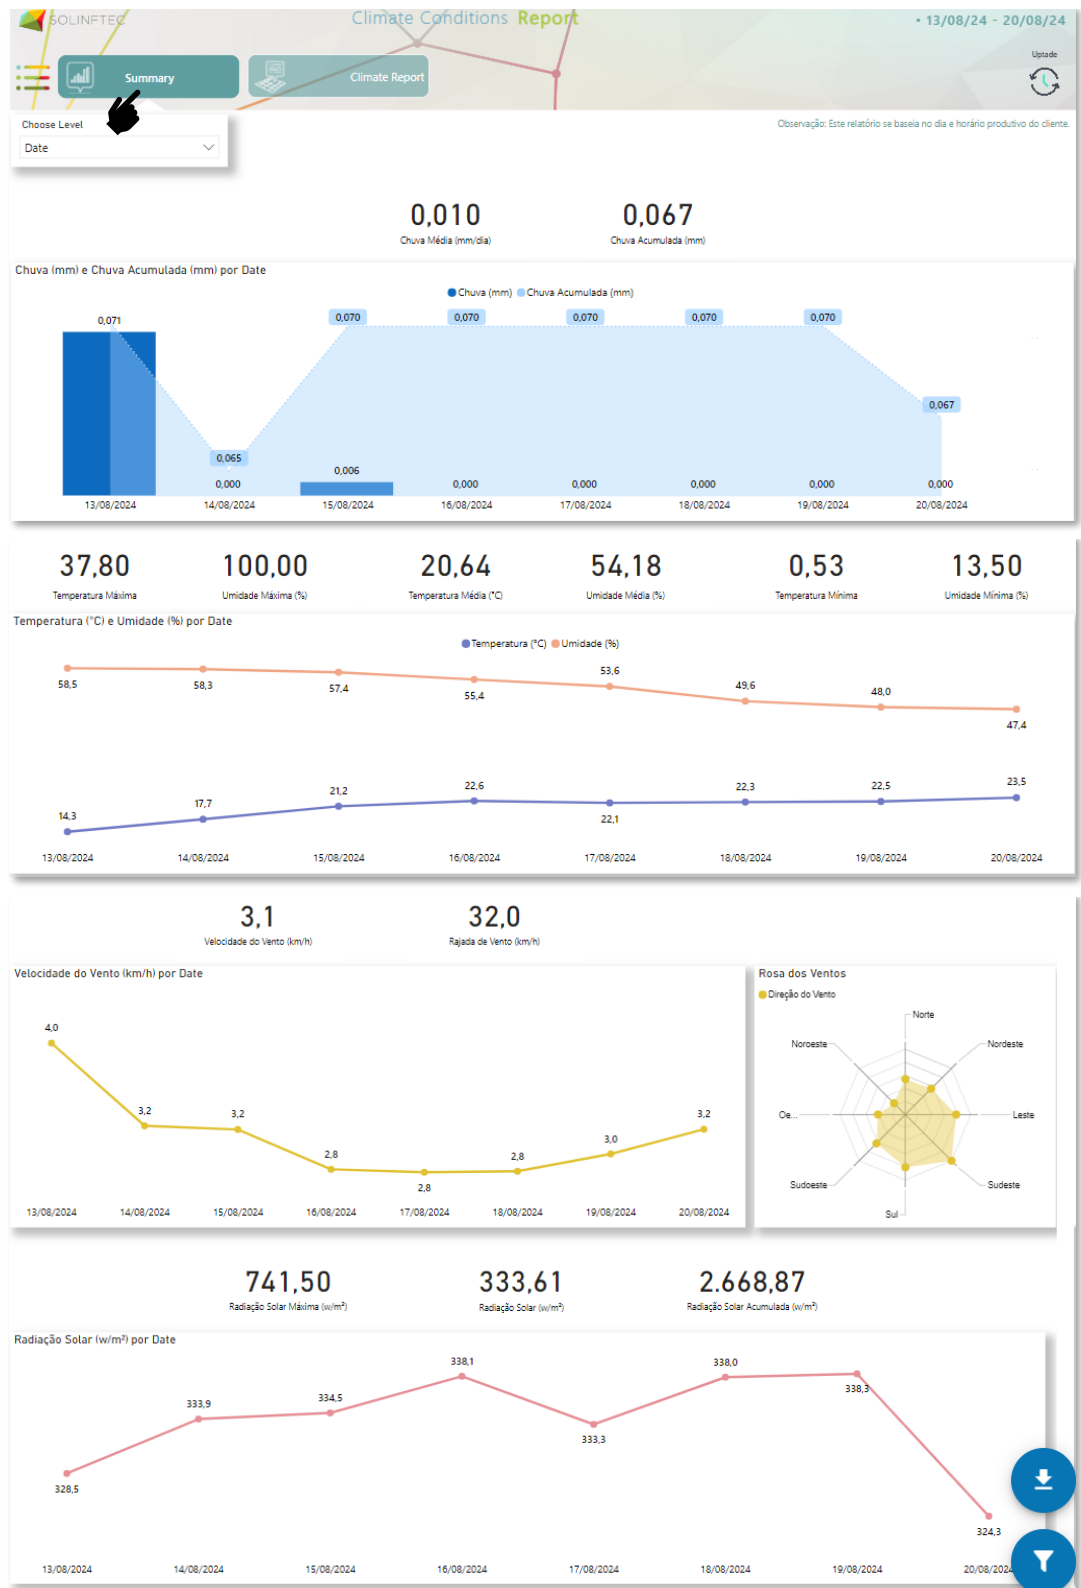 SOLINFTEC
Climate Conditions Report
• 13/08/24 - 20/08/24
Uptade
Summary
Climate Report
Choose Level
Date
Observação: Este relatório se baseia no dia e horário produtivo do cliente.
0,010
Chuva Média (mm/dia)
0,067
Chuva Acumulada (mm)
Chuva (mm) e Chuva Acumulada (mm) por Date
Chuva (mm) Chuva Acumulada (mm)
0,071
0,070 0,070 0,070 0,070 0,070
0,067
0,065
0,006
0,000 0,000 0,000 0,000 0,000 0,000
13/08/2024 14/08/2024 15/08/2024 16/08/2024 17/08/2024 18/08/2024 19/08/2024 20/08/2024
37,80 100,00 20,64 54,18 0,53 13,50
Temperatura Máxima Umidade Máxima (%) Temperatura Média (°C) Umidade Média (%) Temperatura Mínima Umidade Mínima (%)
Temperatura (°C) e Umidade (%) por Date
Temperatura (°C) Umidade (%)
58,5 58,3 57,4 55,4 53,6 49,6 48,0 47,4
14,3 17,7 21,2 22,6 22,1 22,3 22,5 23,5
13/08/2024 14/08/2024 15/08/2024 16/08/2024 17/08/2024 18/08/2024 19/08/2024 20/08/2024
3,1 32,0
Velocidade do Vento (km/h) Rajada de Vento (km/h)
Velocidade do Vento (km/h) por Date
4,0 3,2 3,2 2,8 2,8 2,8 3,0 3,2
13/08/2024 14/08/2024 15/08/2024 16/08/2024 17/08/2024 18/08/2024 19/08/2024 20/08/2024
Rosa dos Ventos
Direção do Vento
Norte
Noroeste Nordeste
Oe... Leste
Sudoeste Sudeste
Sul
741,50 333,61 2.668,87
Radiação Solar Máxima (w/m²) Radiação Solar (w/m²) Radiação Solar Acumulada (w/m²)
Radiação Solar (w/m²) por Date
328,5 333,9 334,5 338,1 333,3 338,0 338,3 324,3
13/08/2024 14/08/2024 15/08/2024 16/08/2024 17/08/2024 18/08/2024 19/08/2024 20/08/2024